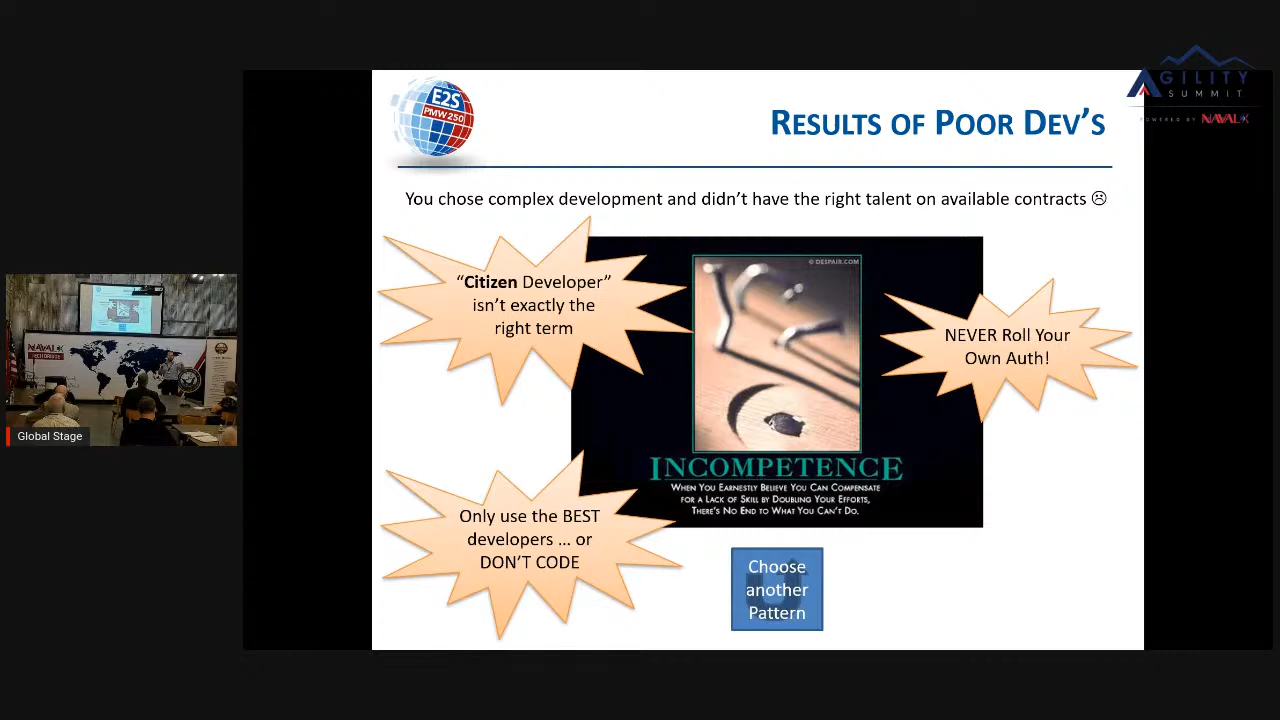 AGILITY
SUMMIT
POWERED BY NAVALX
E2S
PMW 250
RESULTS OF POOR DEV'S
You chose complex development and didn't have the right talent on available contracts ☹
"Citizen Developer"
isn't exactly the
right term
© DESPAIR.COM
NEVER Roll Your
Own Auth!
INCOMPETENCE
WHEN YOU EARNESTLY BELIEVE YOU CAN COMPENSATE
FOR A LACK OF SKILL BY DOUBLING YOUR EFFORTS,
THERE'S NO END TO WHAT YOU CAN'T DO.
Only use the BEST
developers ... or
DON'T CODE
Choose
another
Pattern
NAVALX
TECHBRIDGE
Global Stage